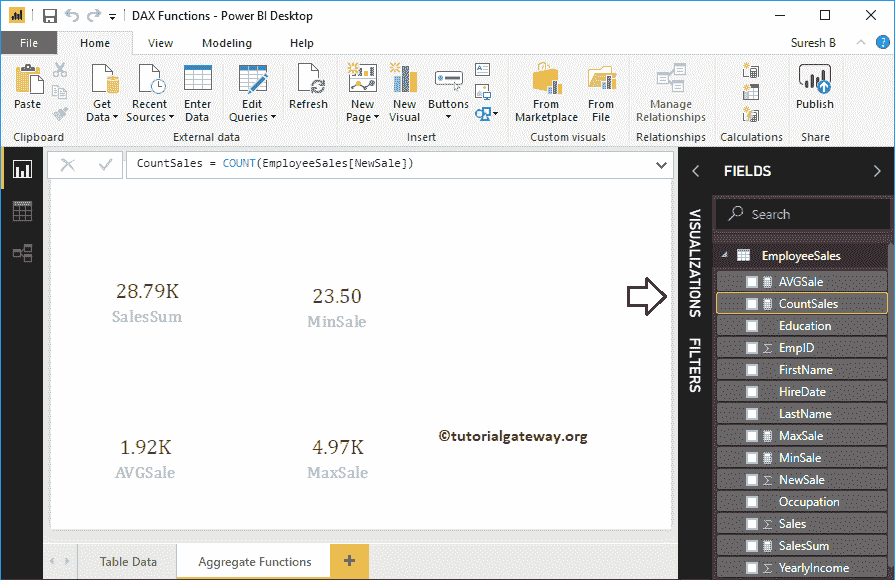 DAX Functions - Power BI Desktop
File Home View Modeling Help Suresh B ?
Paste
Get Data
Recent Sources
Enter Data
Edit Queries
Refresh
New Page
New Visual
Buttons
From Marketplace
From File
Manage Relationships
Publish
Clipboard External data Insert Custom visuals Relationships Calculations Share
CountSales = COUNT(EmployeeSales[NewSale])
28.79K
SalesSum
23.50
MinSale
1.92K
AVGSale
4.97K
MaxSale
©tutorialgateway.org
VISUALIZATIONS
FILTERS
FIELDS
Search
EmployeeSales
AVGSale
CountSales
Education
Σ EmpID
FirstName
HireDate
LastName
MaxSale
MinSale
Σ NewSale
Occupation
Σ Sales
SalesSum
Σ YearlyIncome
Table Data Aggregate Functions +